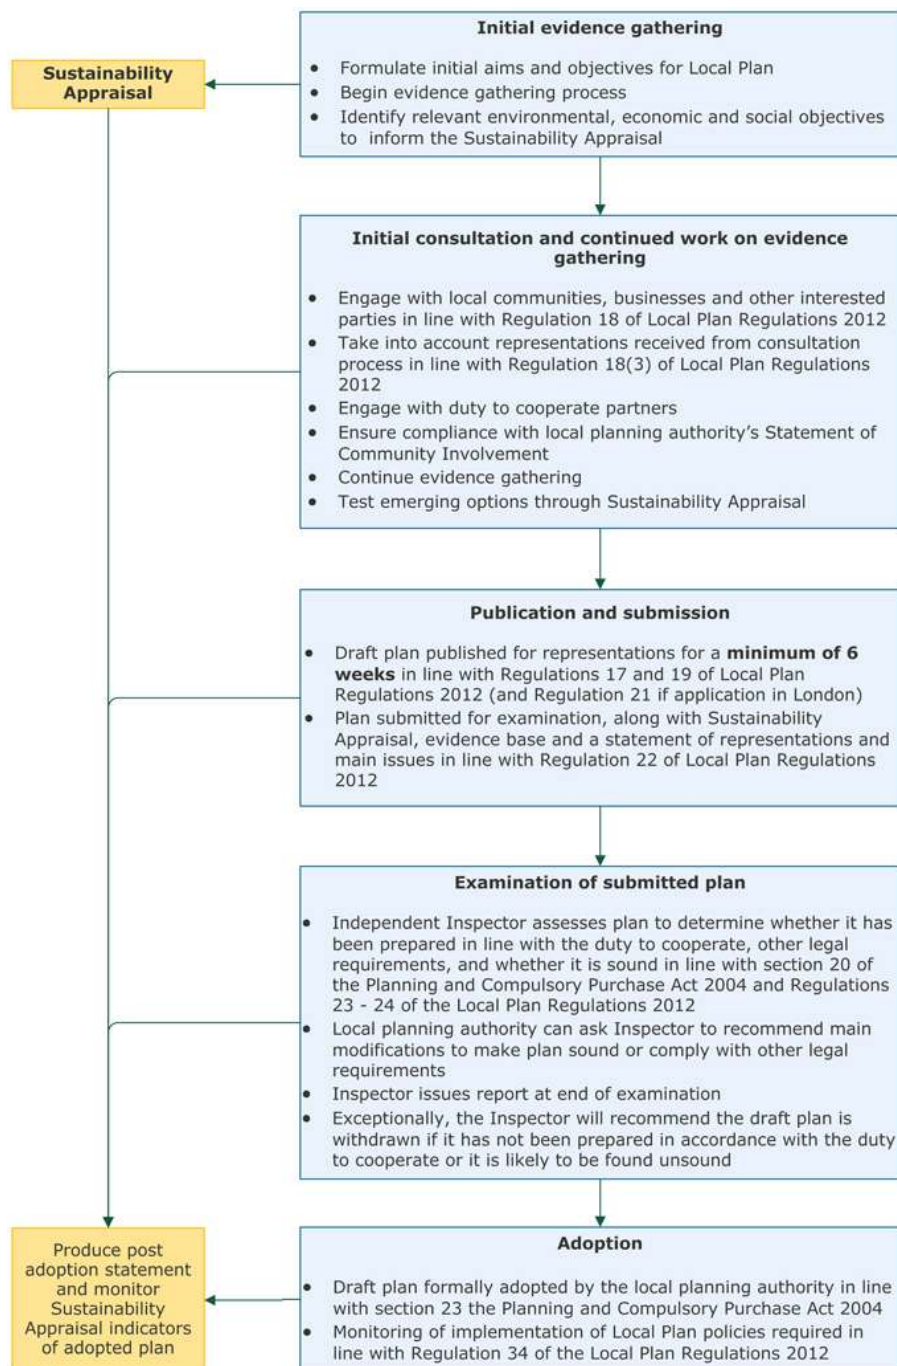 Initial evidence gathering
• Formulate initial aims and objectives for Local Plan
• Begin evidence gathering process
• Identify relevant environmental, economic and social objectives
to inform the Sustainability Appraisal
Sustainability
Appraisal
Initial consultation and continued work on evidence
gathering
• Engage with local communities, businesses and other interested
parties in line with Regulation 18 of Local Plan Regulations 2012
• Take into account representations received from consultation
process in line with Regulation 18(3) of Local Plan Regulations
2012
• Engage with duty to cooperate partners
• Ensure compliance with local planning authority's Statement of
Community Involvement
• Continue evidence gathering
• Test emerging options through Sustainability Appraisal
Publication and submission
• Draft plan published for representations for a minimum of 6
weeks in line with Regulations 17 and 19 of Local Plan
Regulations 2012 (and Regulation 21 if application in London)
• Plan submitted for examination, along with Sustainability
Appraisal, evidence base and a statement of representations and
main issues in line with Regulation 22 of Local Plan Regulations
2012
Examination of submitted plan
• Independent Inspector assesses plan to determine whether it has
been prepared in line with the duty to cooperate, other legal
requirements, and whether it is sound in line with section 20 of
the Planning and Compulsory Purchase Act 2004 and Regulations
23 - 24 of the Local Plan Regulations 2012
• Local planning authority can ask Inspector to recommend main
modifications to make plan sound or comply with other legal
requirements
• Inspector issues report at end of examination
• Exceptionally, the Inspector will recommend the draft plan is
withdrawn if it has not been prepared in accordance with the duty
to cooperate or it is likely to be found unsound
Adoption
• Draft plan formally adopted by the local planning authority in line
with section 23 the Planning and Compulsory Purchase Act 2004
• Monitoring of implementation of Local Plan policies required in
line with Regulation 34 of the Local Plan Regulations 2012
Produce post
adoption statement
and monitor
Sustainability
Appraisal indicators
of adopted plan